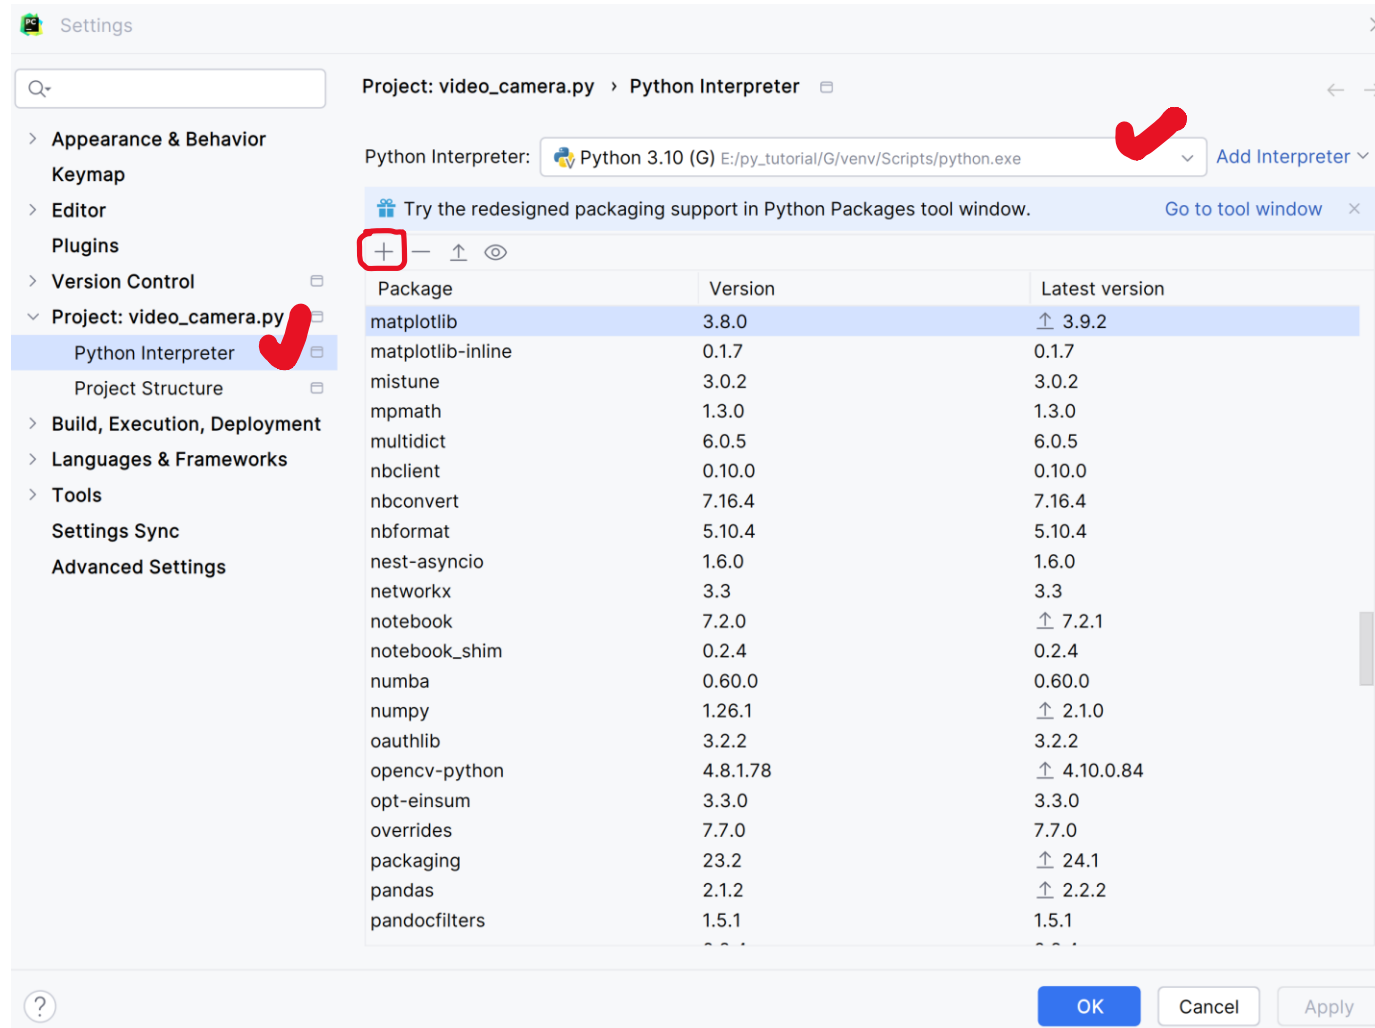 PC
Settings
Project: video_camera.py › Python Interpreter
Appearance & Behavior
Keymap
Editor
Plugins
Version Control
Project: video_camera.py
Python Interpreter
Project Structure
Build, Execution, Deployment
Languages & Frameworks
Tools
Settings Sync
Advanced Settings
Python Interpreter: Python 3.10 (G) E:/py_tutorial/G/venv/Scripts/python.exe Add Interpreter
Try the redesigned packaging support in Python Packages tool window. Go to tool window
Package Version Latest version
matplotlib 3.8.0 3.9.2
matplotlib-inline 0.1.7 0.1.7
mistune 3.0.2 3.0.2
mpmath 1.3.0 1.3.0
multidict 6.0.5 6.0.5
nbclient 0.10.0 0.10.0
nbconvert 7.16.4 7.16.4
nbformat 5.10.4 5.10.4
nest-asyncio 1.6.0 1.6.0
networkx 3.3 3.3
notebook 7.2.0 7.2.1
notebook_shim 0.2.4 0.2.4
numba 0.60.0 0.60.0
numpy 1.26.1 2.1.0
oauthlib 3.2.2 3.2.2
opencv-python 4.8.1.78 4.10.0.84
opt-einsum 3.3.0 3.3.0
overrides 7.7.0 7.7.0
packaging 23.2 24.1
pandas 2.1.2 2.2.2
pandocfilters 1.5.1 1.5.1
? OK Cancel Apply